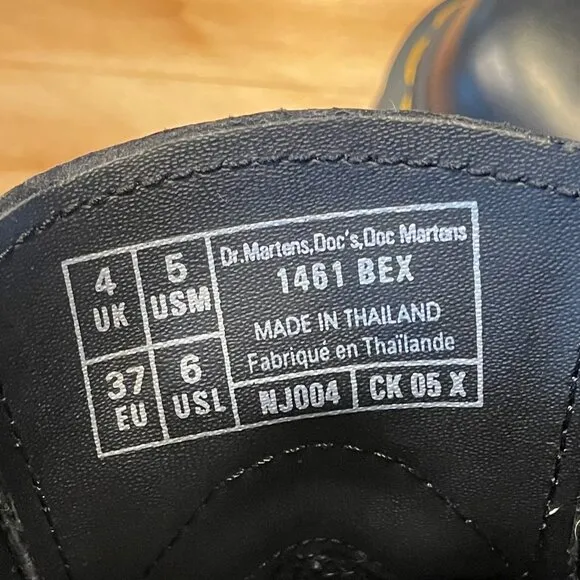 4 UK
5 USM
37 EU
6 USL
Dr.Martens,Doc's,Doc Martens
1461 BEX
MADE IN THAILAND
Fabriqué en Thaïlande
NJ004
CK 05 X